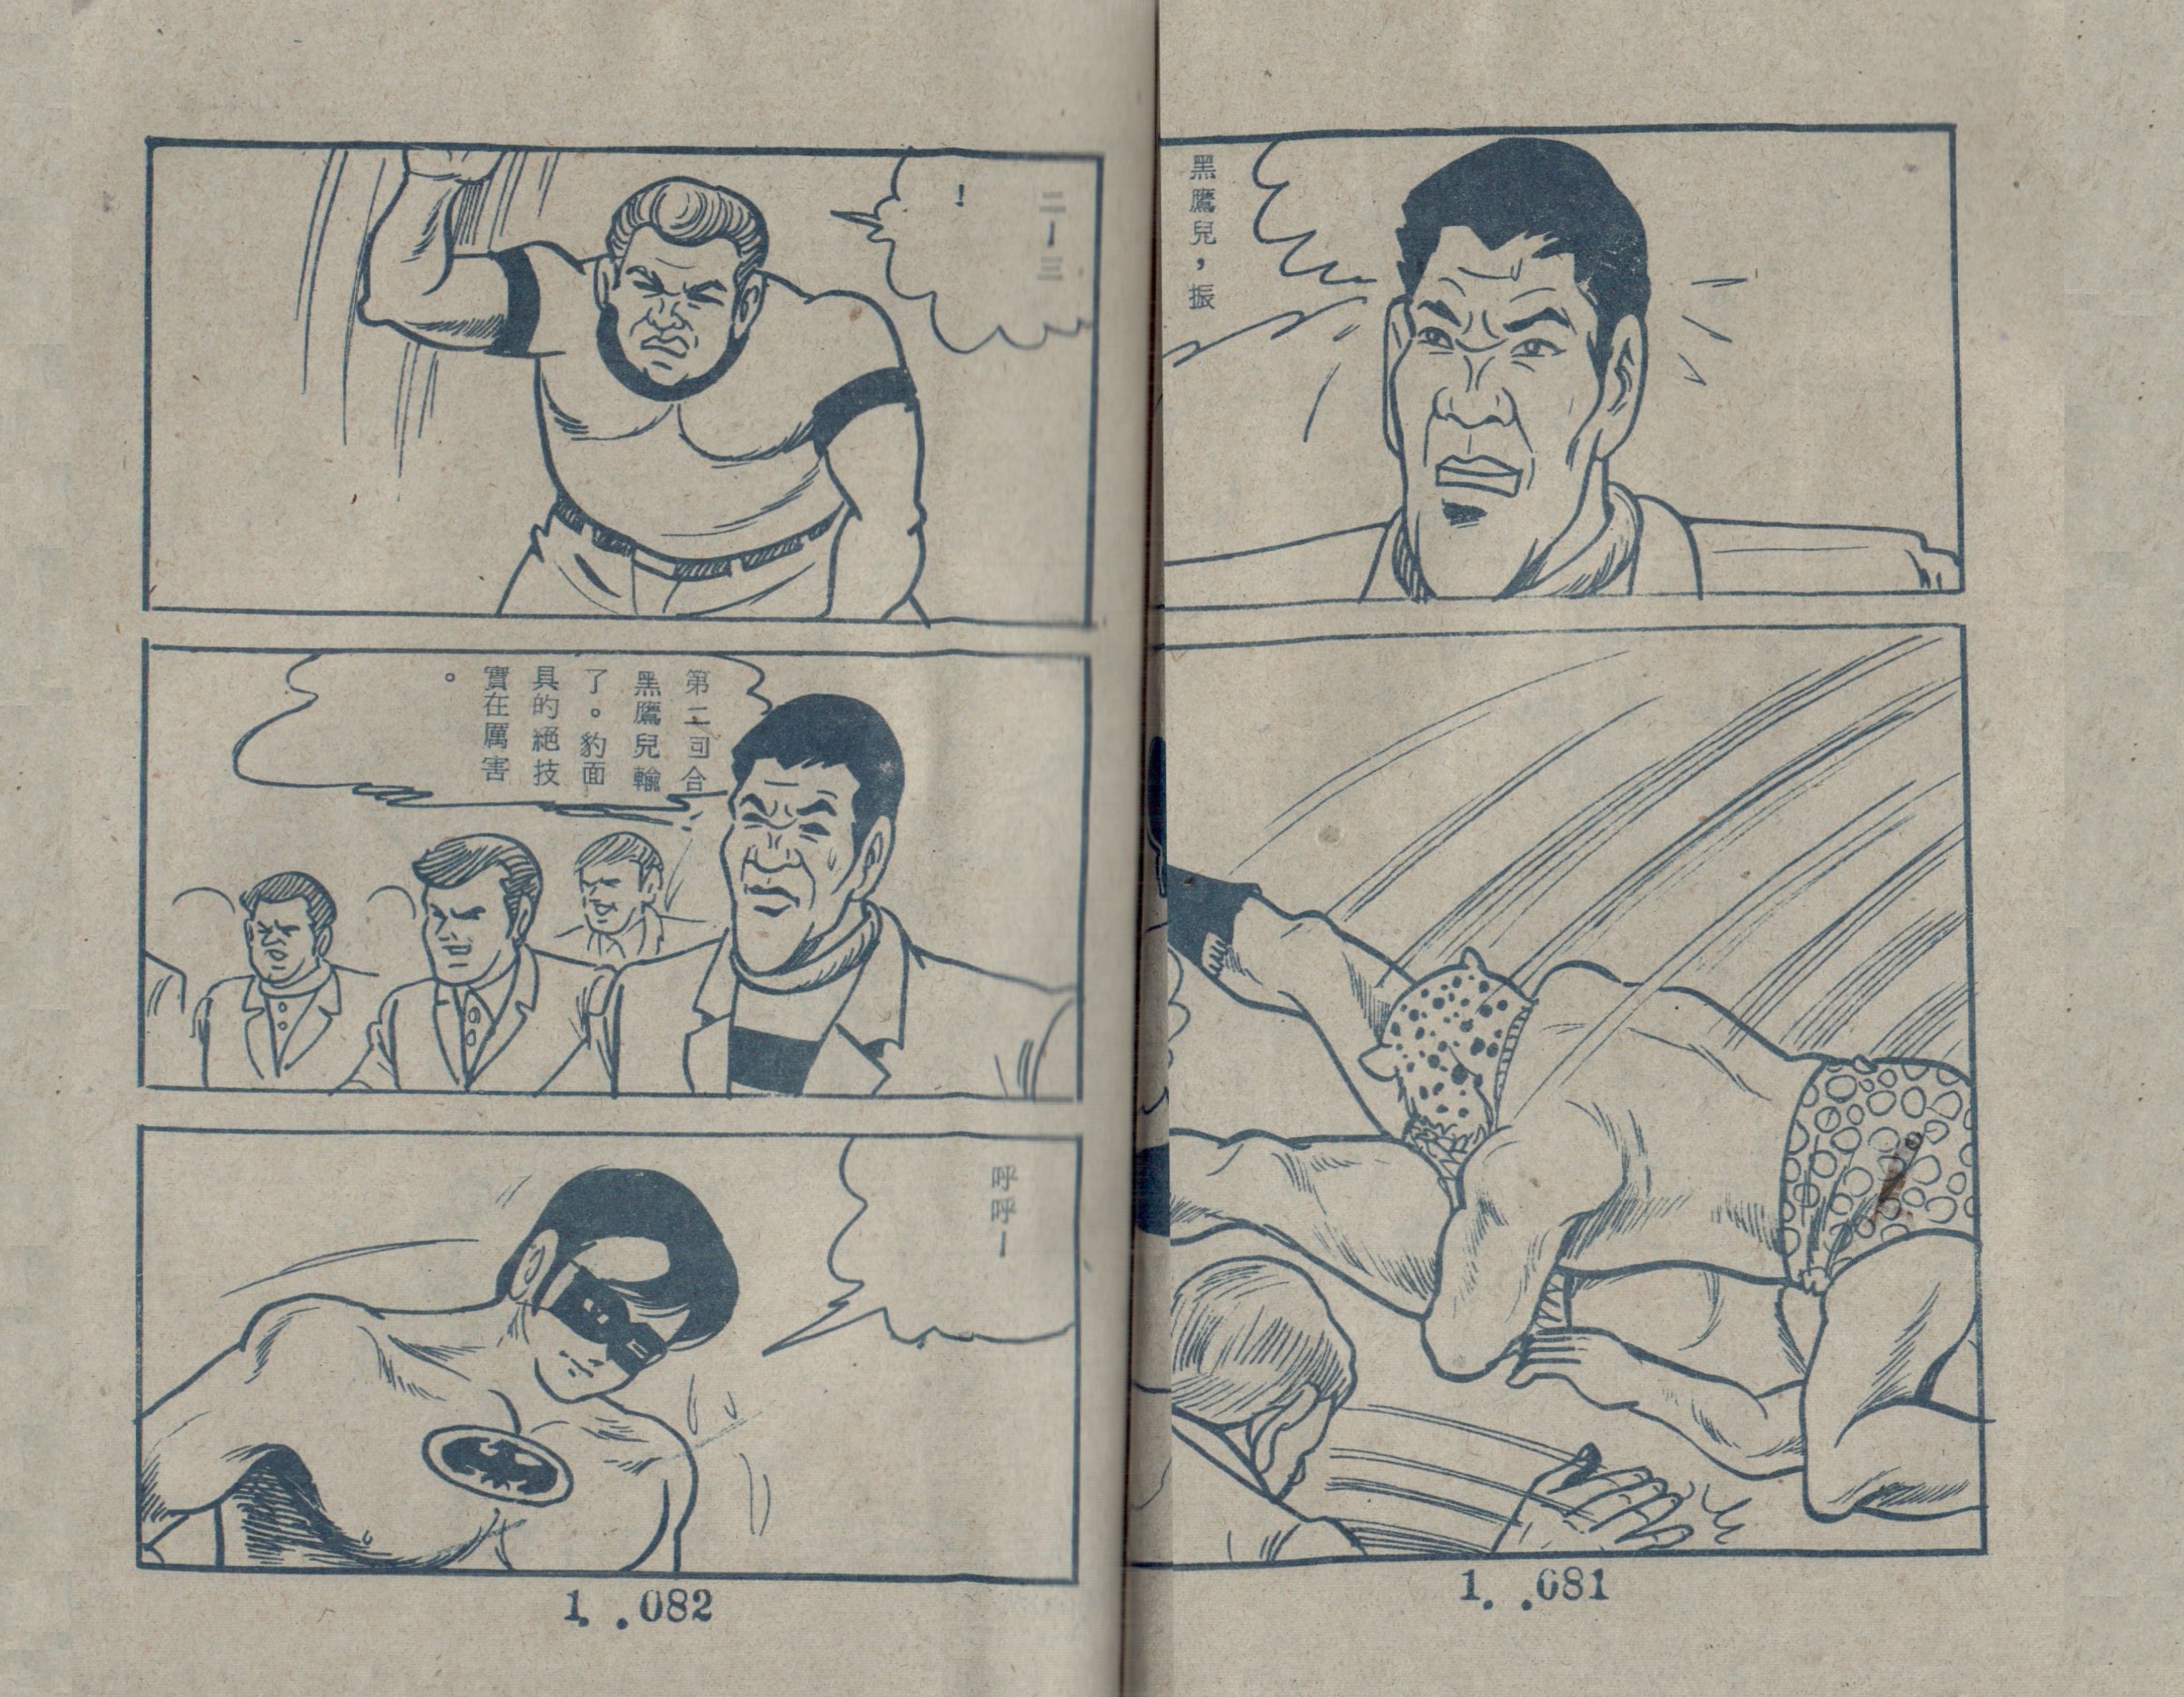 黑鷹兒，振
1..081
二－三
！
第二回合
黑鷹兒輸
了。豹面
具的絕技
實在厲害
。
呼呼－
1..082